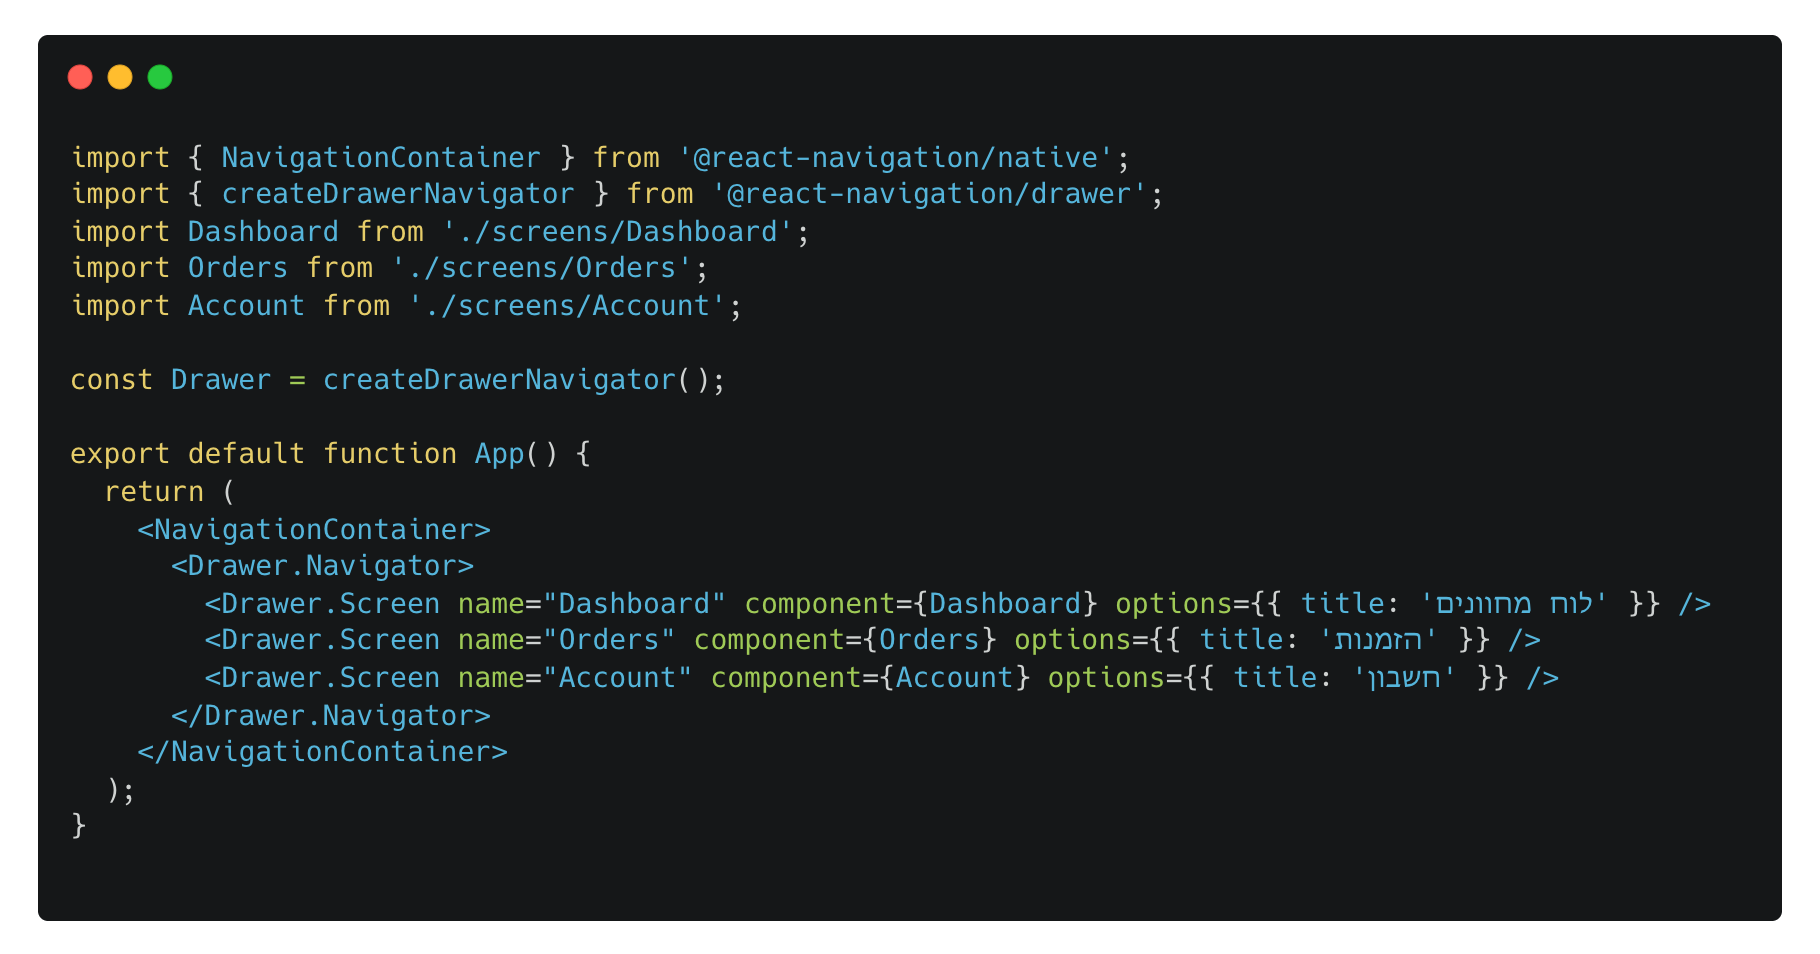 import { NavigationContainer } from '@react-navigation/native';
import { createDrawerNavigator } from '@react-navigation/drawer';
import Dashboard from './screens/Dashboard';
import Orders from './screens/Orders';
import Account from './screens/Account';

const Drawer = createDrawerNavigator();

export default function App() {
  return (
    <NavigationContainer>
      <Drawer.Navigator>
        <Drawer.Screen name="Dashboard" component={Dashboard} options={{ title: 'לוח מחוונים' }} />
        <Drawer.Screen name="Orders" component={Orders} options={{ title: 'הזמנות' }} />
        <Drawer.Screen name="Account" component={Account} options={{ title: 'חשבון' }} />
      </Drawer.Navigator>
    </NavigationContainer>
  );
}